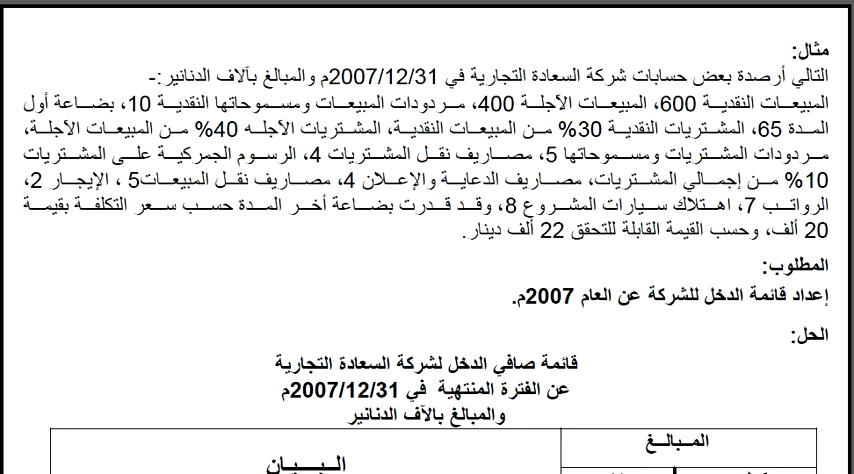 مثال:
التالي أرصدة بعض حسابات شركة السعادة التجارية في 2007/12/31م والمبالغ بآلاف الدنانير:-
المبيعات النقدية 600، المبيعات الآجلة 400، مردودات المبيعات ومسموحاتها النقدية 10، بضاعة أول
المدة 65، المشتريات النقدية 30% من المبيعات النقدية، المشتريات الآجله 40% من المبيعات الآجلة،
مردودات المشتريات ومسموحاتها 5، مصاريف نقل المشتريات 4، الرسوم الجمركية على المشتريات
10% من إجمالي المشتريات، مصاريف الدعاية والإعلان 4، مصاريف نقل المبيعات5 ، الإيجار 2،
الرواتب 7، اهتلاك سيارات المشروع 8، وقد قدرت بضاعة أخر المدة حسب سعر التكلفة بقيمة
20 ألف، وحسب القيمة القابلة للتحقق 22 ألف دينار.
المطلوب:
إعداد قائمة الدخل للشركة عن العام 2007م.
الحل:
قائمة صافي الدخل لشركة السعادة التجارية
عن الفترة المنتهية في 2007/12/31م
والمبالغ بالآف الدنانير
المبالغ
البيان